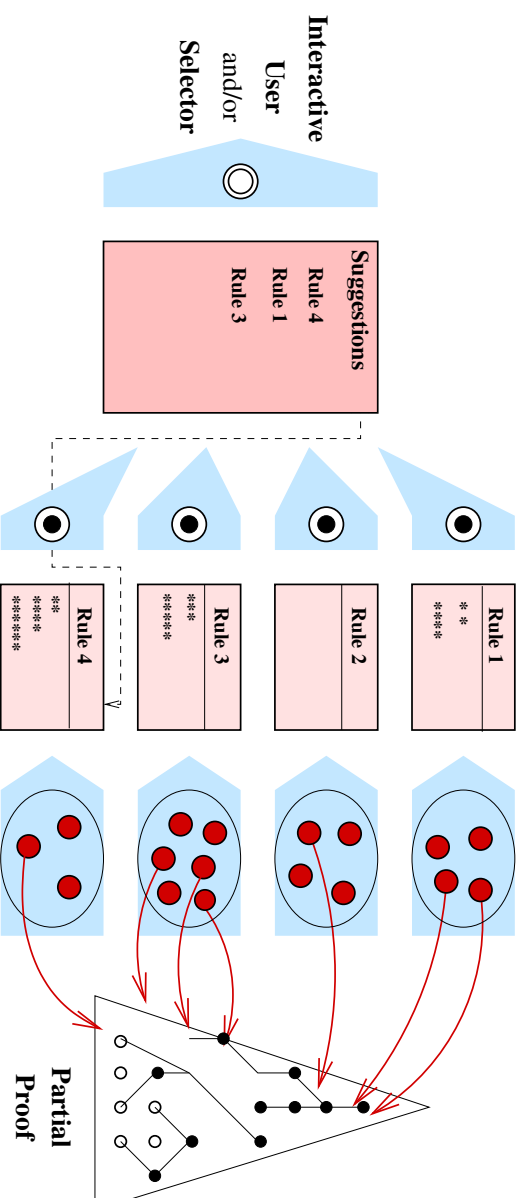 Interactive
User
and/or
Selector
Suggestions
Rule 4
Rule 1
Rule 3
Rule 1
* *
****
Rule 2
Rule 3
***
*****
Rule 4
**
****
******
Partial
Proof